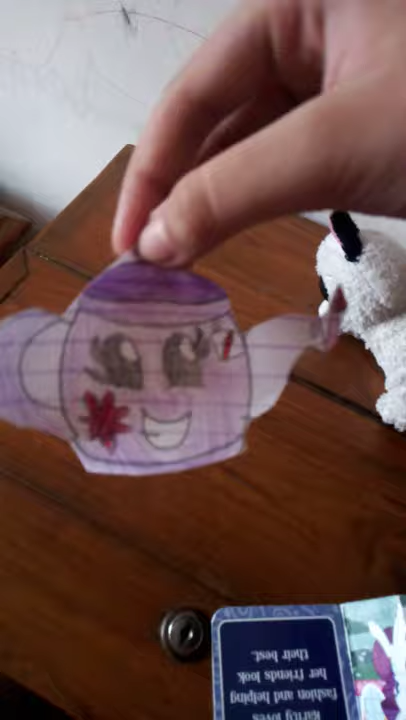 Rarity loves
fashion and helping
her friends look
their best.